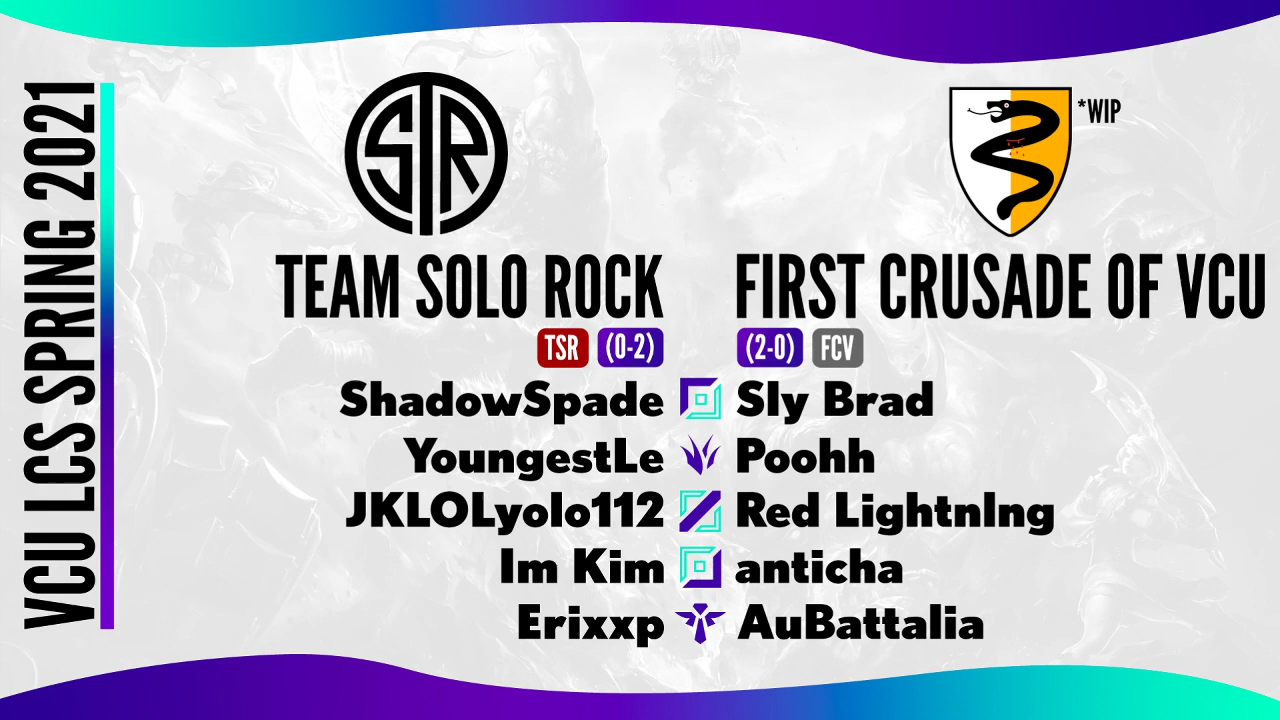 VCU LCS SPRING 2021
STR
*WIP
TEAM SOLO ROCK
FIRST CRUSADE OF VCU
TSR (0-2)
(2-0) FCV
ShadowSpade
Sly Brad
YoungestLe
Poohh
JKLOLyolo112
Red LightnIng
Im Kim
anticha
Erixxp
AuBattalia